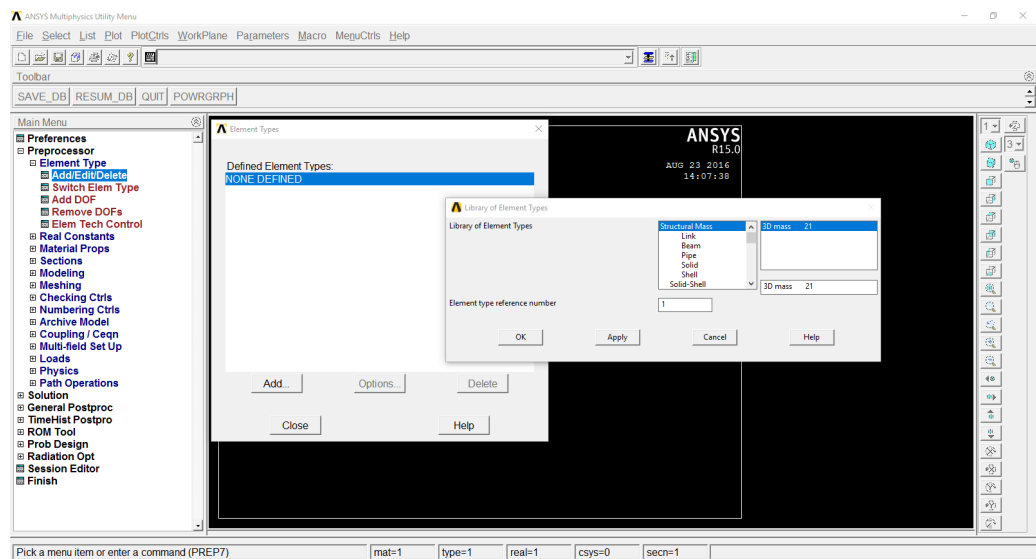 ANSYS Multiphysics Utility Menu
File Select List Plot PlotCtrls WorkPlane Parameters Macro MenuCtrls Help
Toolbar
SAVE_DB RESUM_DB QUIT POWRGRPH
Main Menu
Preferences
Preprocessor
Element Type
Add/Edit/Delete
Switch Elem Type
Add DOF
Remove DOFs
Elem Tech Control
Real Constants
Material Props
Sections
Modeling
Meshing
Checking Ctrls
Numbering Ctrls
Archive Model
Coupling / Ceqn
Multi-field Set Up
Loads
Physics
Path Operations
Solution
General Postproc
TimeHist Postpro
ROM Tool
Prob Design
Radiation Opt
Session Editor
Finish
Element Types
Defined Element Types:
NONE DEFINED
Add... Options... Delete
Close Help
ANSYS
R15.0
AUG 23 2016
14:07:38
Library of Element Types
Library of Element Types
Structural Mass
Link
Beam
Pipe
Solid
Shell
Solid-Shell
3D mass 21
3D mass 21
Element type reference number
1
OK Apply Cancel Help
1
3
Pick a menu item or enter a command (PREP7) mat=1 type=1 real=1 csys=0 secn=1